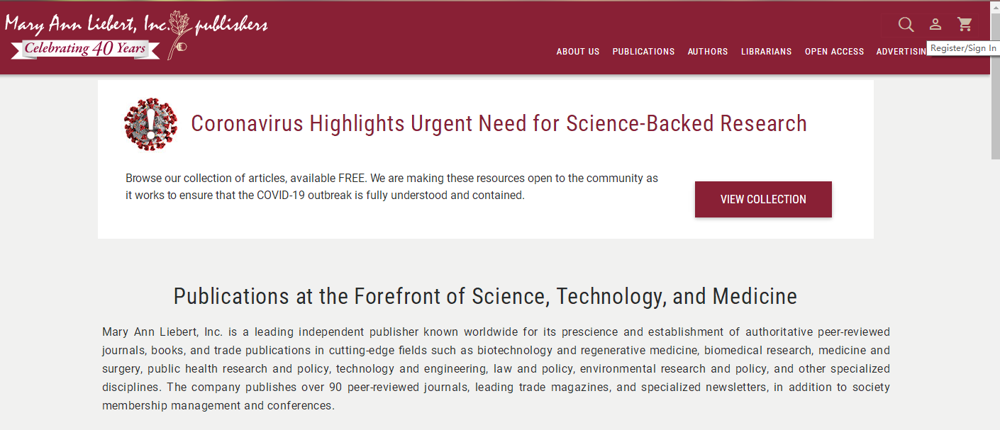 Mary Ann Liebert, Inc. publishers
Celebrating 40 Years
Register/Sign In
ABOUT US PUBLICATIONS AUTHORS LIBRARIANS OPEN ACCESS ADVERTISIN
Coronavirus Highlights Urgent Need for Science-Backed Research
Browse our collection of articles, available FREE. We are making these resources open to the community as
it works to ensure that the COVID-19 outbreak is fully understood and contained.
VIEW COLLECTION
Publications at the Forefront of Science, Technology, and Medicine
Mary Ann Liebert, Inc. is a leading independent publisher known worldwide for its prescience and establishment of authoritative peer-reviewed
journals, books, and trade publications in cutting-edge fields such as biotechnology and regenerative medicine, biomedical research, medicine and
surgery, public health research and policy, technology and engineering, law and policy, environmental research and policy, and other specialized
disciplines. The company publishes over 90 peer-reviewed journals, leading trade magazines, and specialized newsletters, in addition to society
membership management and conferences.